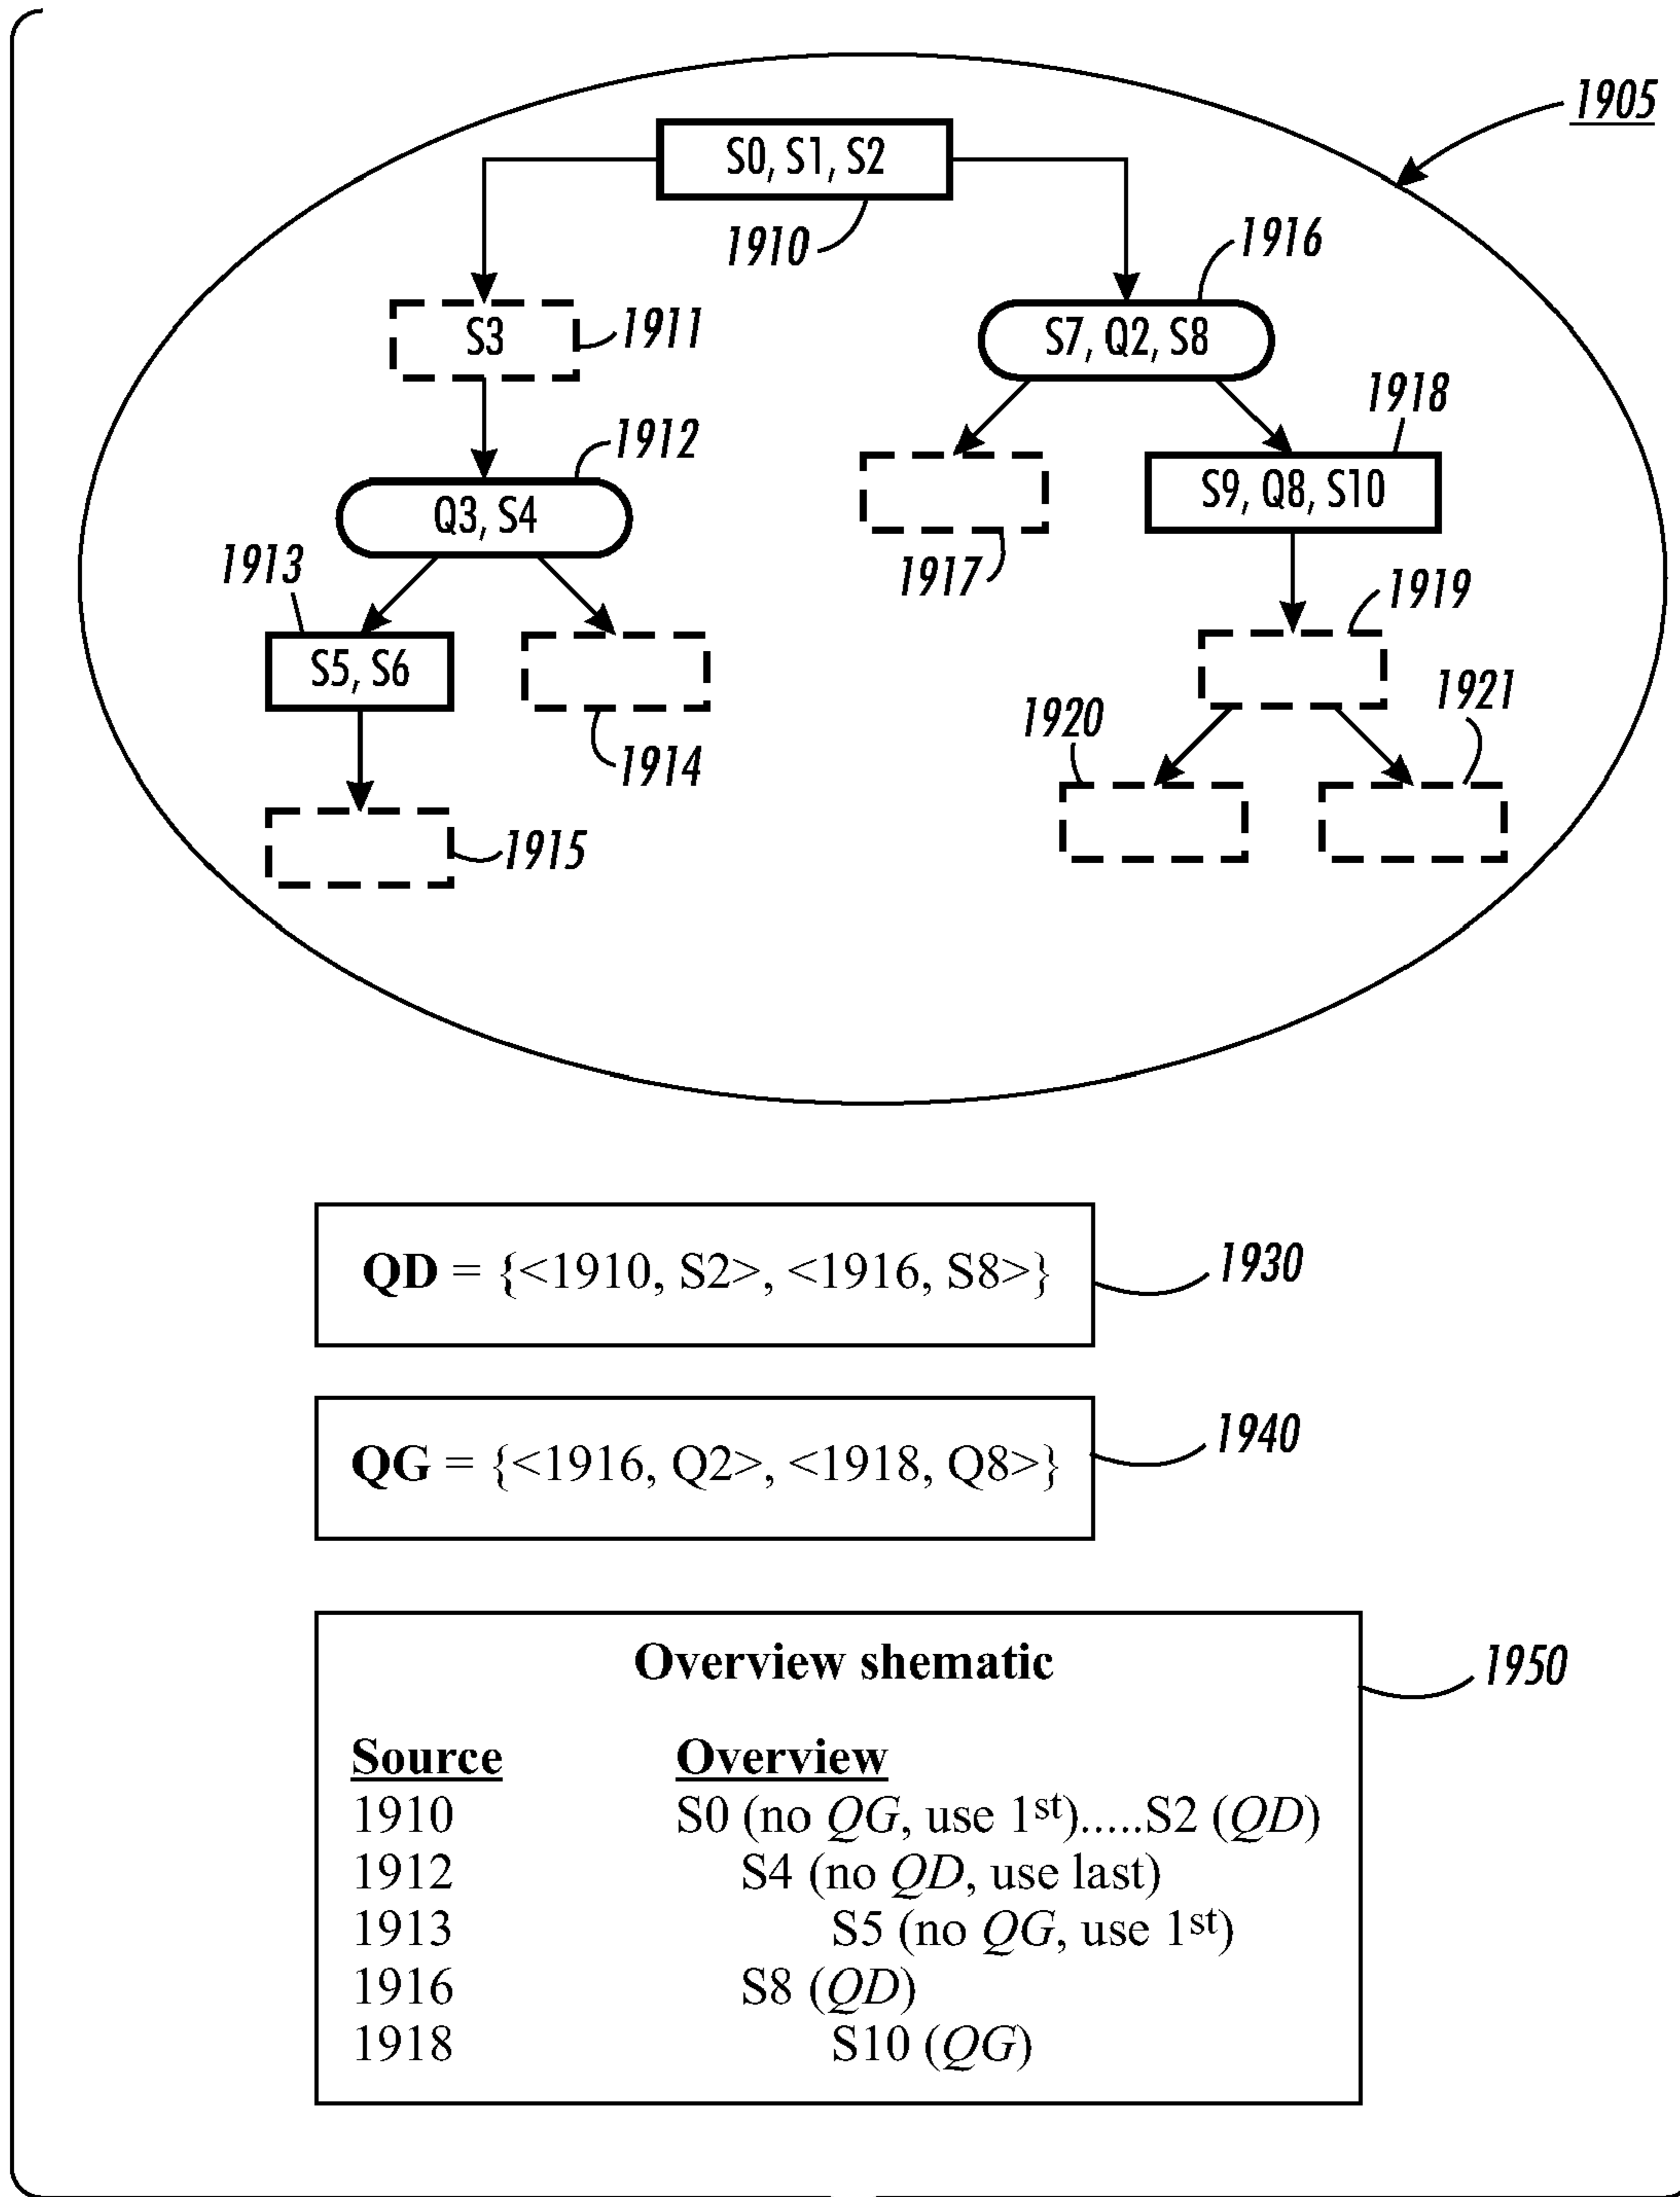 1905
S0, S1, S2
1910
1916
S3
1911
S7, Q2, S8
1918
1912
Q3, S4
S9, Q8, S10
1913
1917
1919
S5, S6
1914
1920
1921
1915
QD = {<1910, S2>, <1916, S8>}
1930
QG = {<1916, Q2>, <1918, Q8>}
1940
Overview shematic
1950
Source Overview
1910 S0 (no QG, use 1st).....S2 (QD)
1912 S4 (no QD, use last)
1913 S5 (no QG, use 1st)
1916 S8 (QD)
1918 S10 (QG)